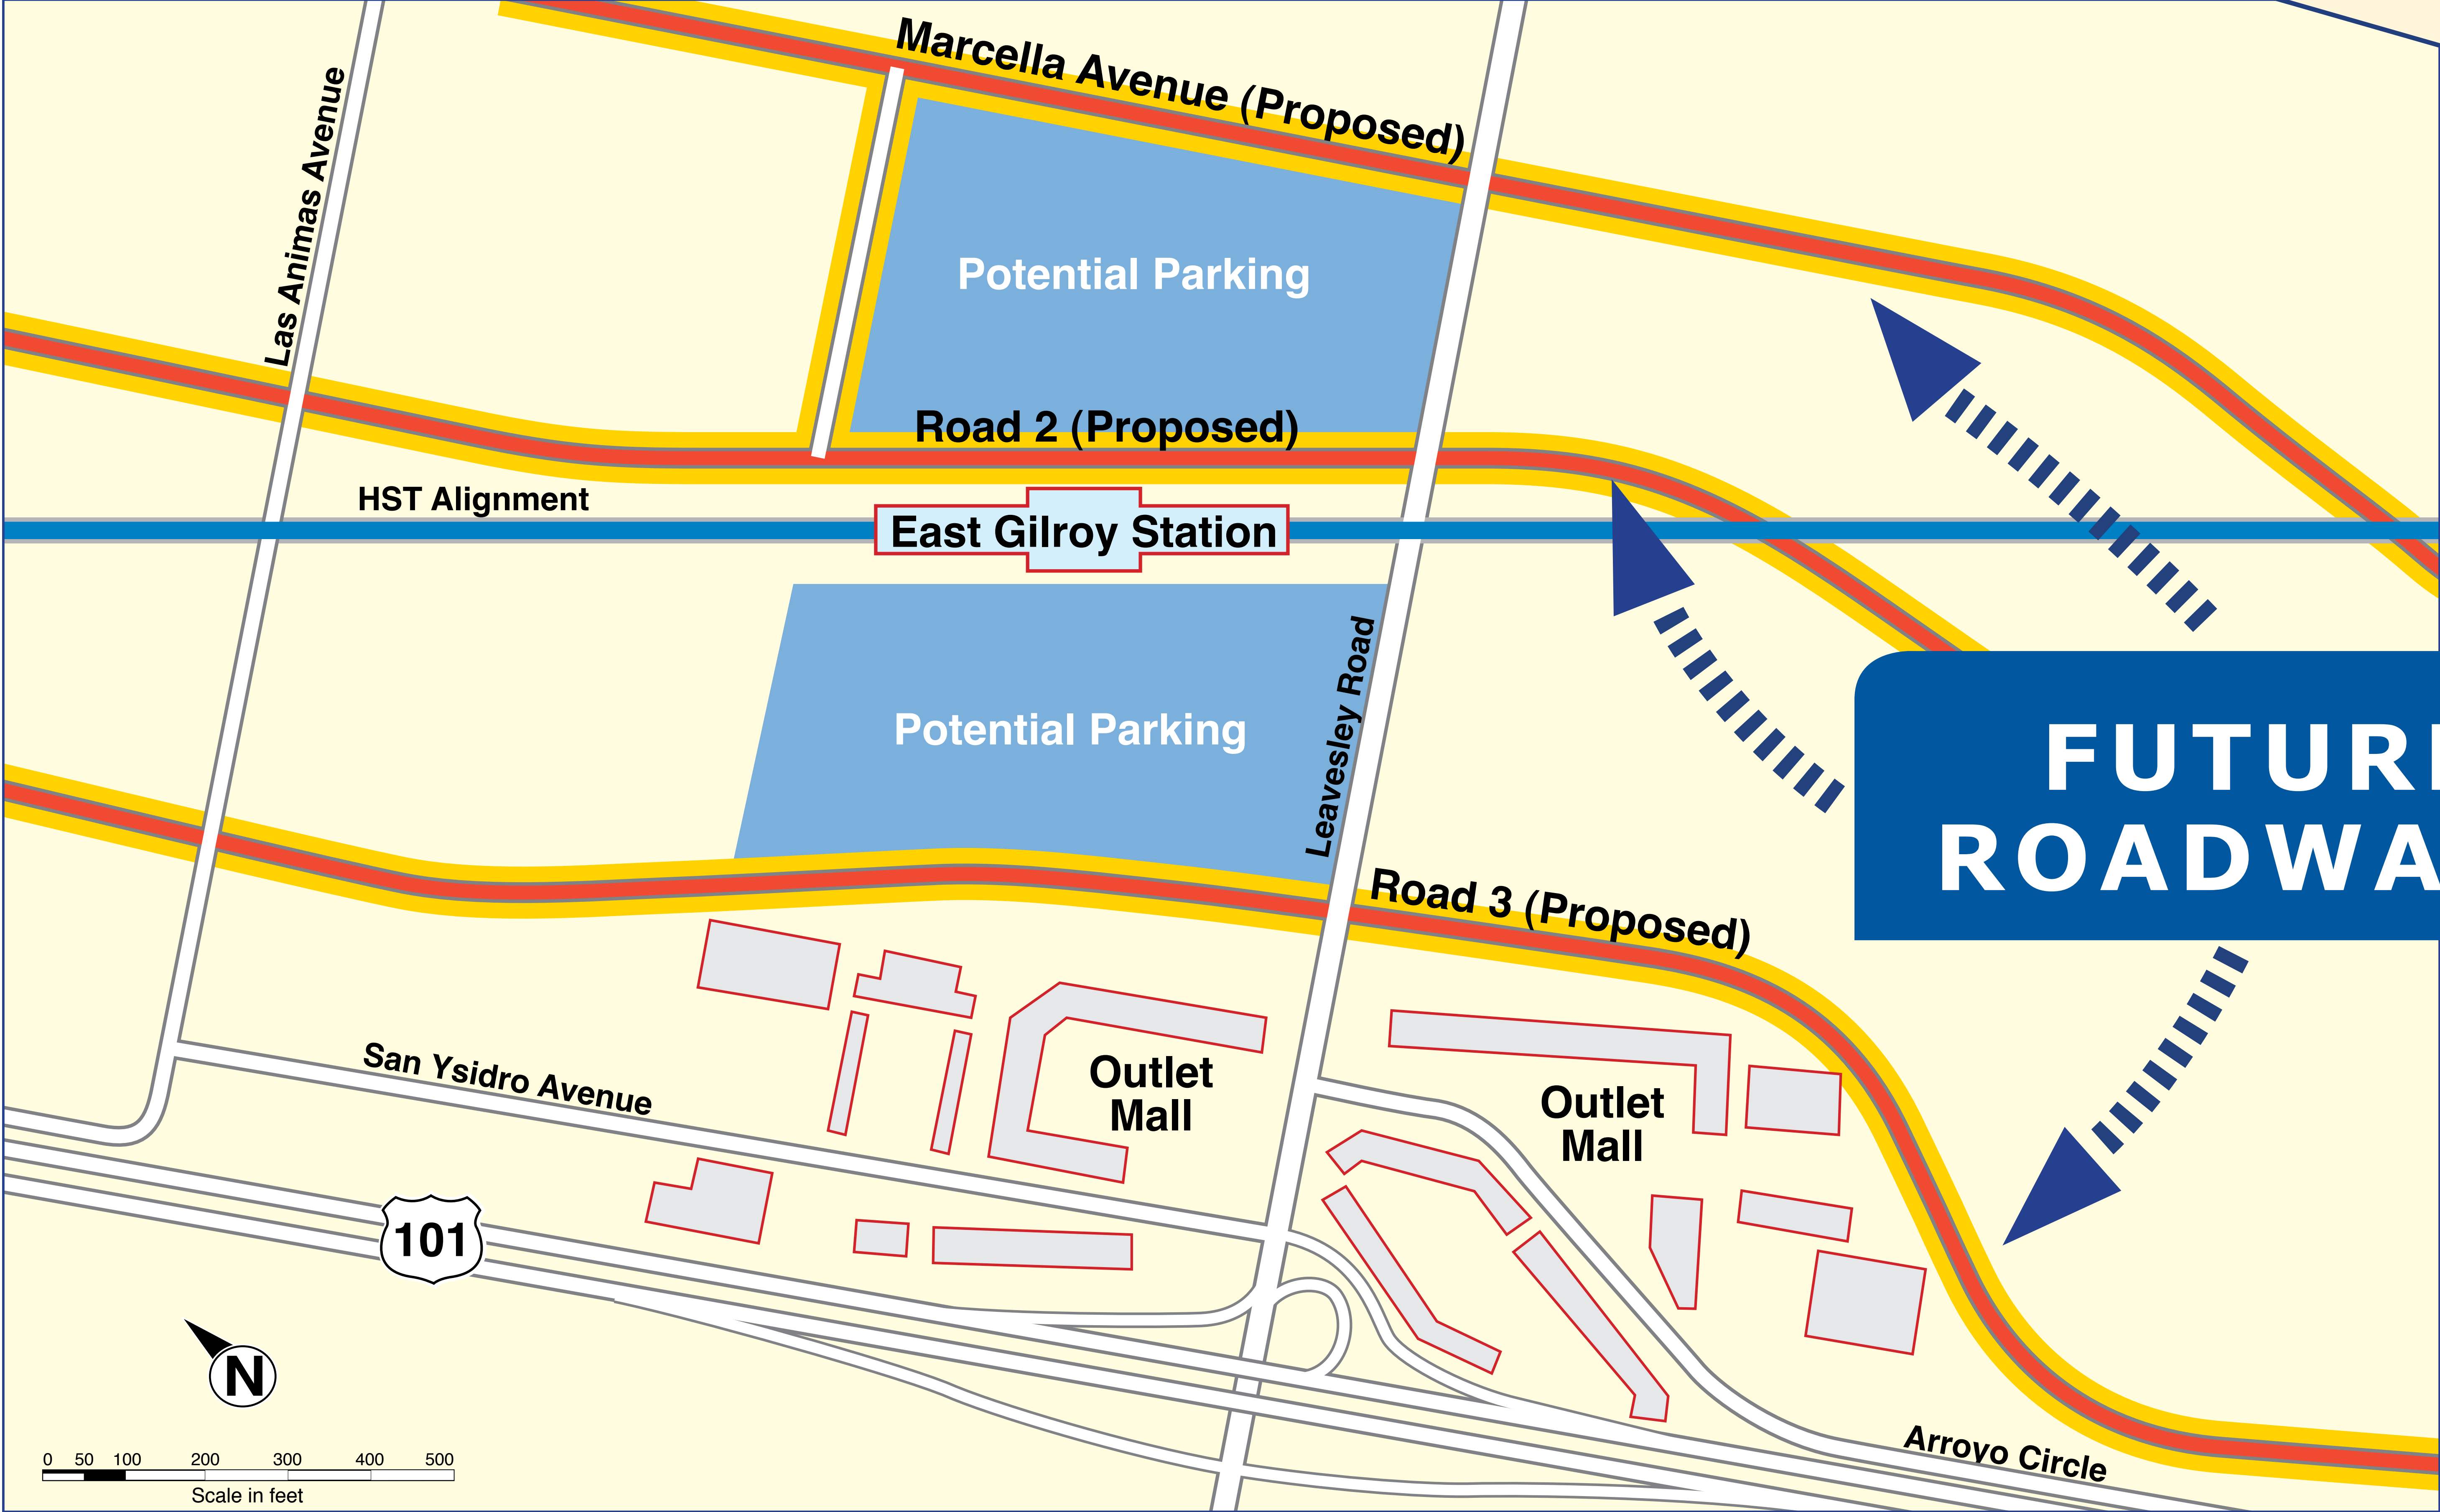 Marcella Avenue (Proposed)
Las Animas Avenue
Potential Parking
Road 2 (Proposed)
HST Alignment
East Gilroy Station
Potential Parking
Leavesley Road
FUTUR
ROADWA
Road 3 (Proposed)
San Ysidro Avenue
Outlet
Mall
Outlet
Mall
101
N
0 50 100 200 300 400 500
Scale in feet
Arroyo Circle